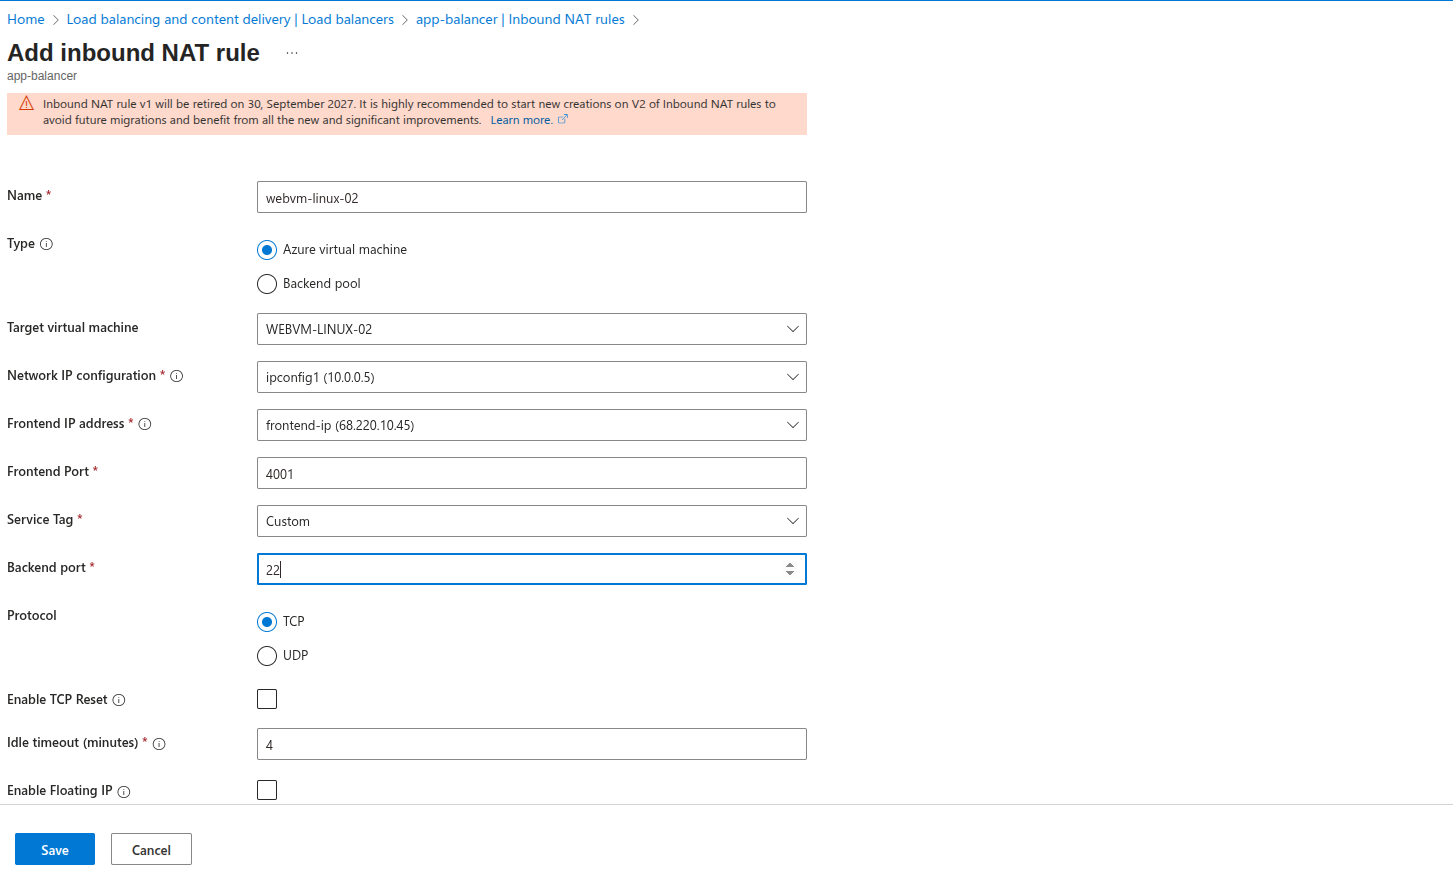 Home > Load balancing and content delivery | Load balancers > app-balancer | Inbound NAT rules >
Add inbound NAT rule ...
app-balancer
Inbound NAT rule v1 will be retired on 30, September 2027. It is highly recommended to start new creations on V2 of Inbound NAT rules to
avoid future migrations and benefit from all the new and significant improvements. Learn more.
Name *
webvm-linux-02
Type
Azure virtual machine
Backend pool
Target virtual machine
WEBVM-LINUX-02
Network IP configuration *
ipconfig1 (10.0.0.5)
Frontend IP address *
frontend-ip (68.220.10.45)
Frontend Port *
4001
Service Tag *
Custom
Backend port *
22
Protocol
TCP
UDP
Enable TCP Reset
Idle timeout (minutes) *
4
Enable Floating IP
Save
Cancel